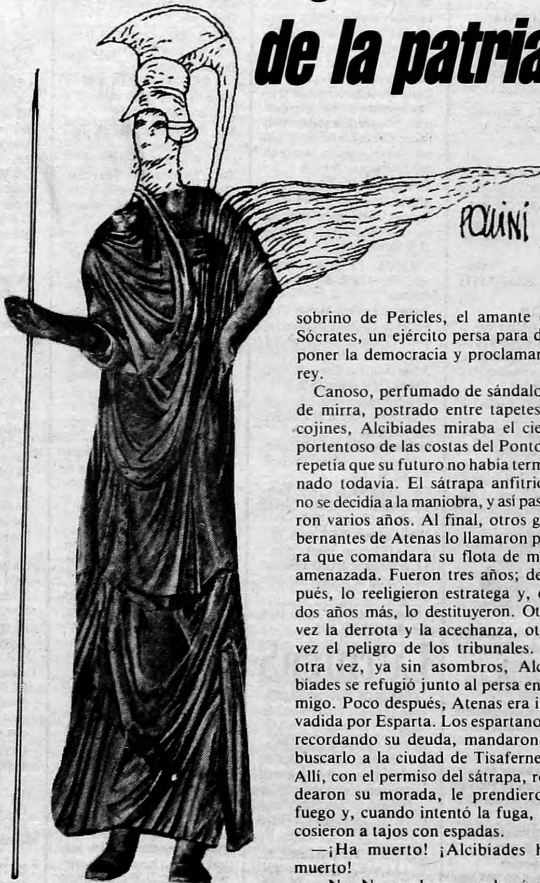 de la patria
POLLINI
sobrino de Pericles, el amante
Sócrates, un ejército persa para d
poner la democracia y proclamar
rey.
Canoso, perfumado de sándalo
de mirra, postrado entre tapetes
cojines, Alcibíades miraba el cie
portentoso de las costas del Ponto
repetía que su futuro no había term
nado todavía. El sátrapa anfitrió
no se decidía a la maniobra, y así pas
ron varios años. Al final, otros g
bernantes de Atenas lo llamaron p
ra que comandara su flota de m
amenazada. Fueron tres años; de
pués, lo reeligieron estratega y,
dos años más, lo destituyeron. Ot
vez la derrota y la acechanza, ot
vez el peligro de los tribunales.
otra vez, ya sin asombros, Alc
bíades se refugió junto al persa en
migo. Poco después, Atenas era i
vadida por Esparta. Los espartano
recordando su deuda, mandaron
buscarlo a la ciudad de Tisaferne
Allí, con el permiso del sátrapa, r
dearon su morada, le prendiero
fuego y, cuando intentó la fuga,
cosieron a tajos con espadas.
—¡Ha muerto! ¡Alcibíades h
muerto!